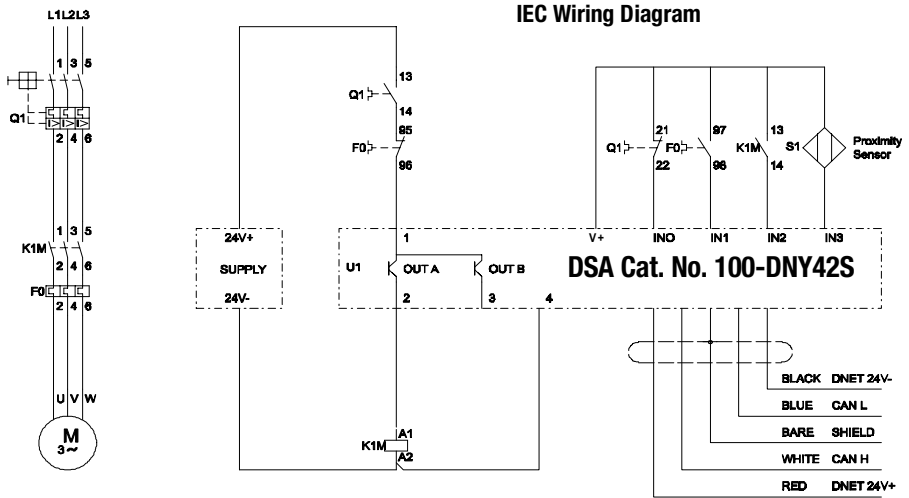 IEC Wiring Diagram
L1 L2 L3
1 3 5
Q1
2 4 6
1 3 5
K1M
2 4 6
F0
2 4 6
U V W
M
3~
13
Q1
14
95
F0
96
24V+
SUPPLY
24V-
1
U1
OUT A
OUT B
2
3
4
A1
K1M
A2
21
Q1
22
97
F0
98
13
K1M
14
S1
Proximity
Sensor
V+
IN0
IN1
IN2
IN3
DSA Cat. No. 100-DNY42S
BLACK DNET 24V-
BLUE CAN L
BARE SHIELD
WHITE CAN H
RED DNET 24V+